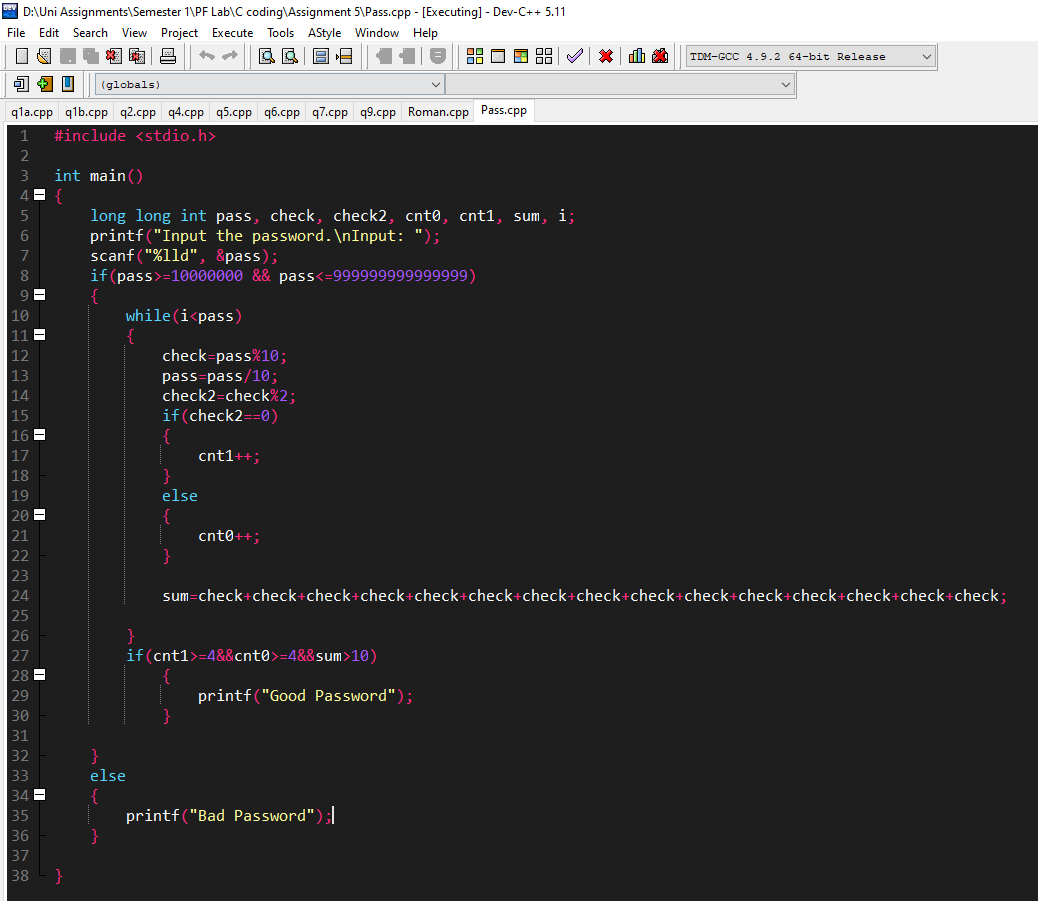 D:\Uni Assignments\Semester 1\PF Lab\C coding\Assignment 5\Pass.cpp - [Executing] - Dev-C++ 5.11
File Edit Search View Project Execute Tools AStyle Window Help
TDM-GCC 4.9.2 64-bit Release
(globals)
q1a.cpp q1b.cpp q2.cpp q4.cpp q5.cpp q6.cpp q7.cpp q9.cpp Roman.cpp Pass.cpp
1 #include <stdio.h>
2
3 int main()
4 {
5 long long int pass, check, check2, cnt0, cnt1, sum, i;
6 printf("Input the password.\nInput: ");
7 scanf("%lld", &pass);
8 if(pass>=10000000 && pass<=999999999999999)
9 {
10 while(i<pass)
11 {
12 check=pass%10;
13 pass=pass/10;
14 check2=check%2;
15 if(check2==0)
16 {
17 cnt1++;
18 }
19 else
20 {
21 cnt0++;
22 }
23
24 sum=check+check+check+check+check+check+check+check+check+check+check+check+check+check+check;
25
26 }
27 if(cnt1>=4&&cnt0>=4&&sum>10)
28 {
29 printf("Good Password");
30 }
31
32 }
33 else
34 {
35 printf("Bad Password");
36 }
37
38 }